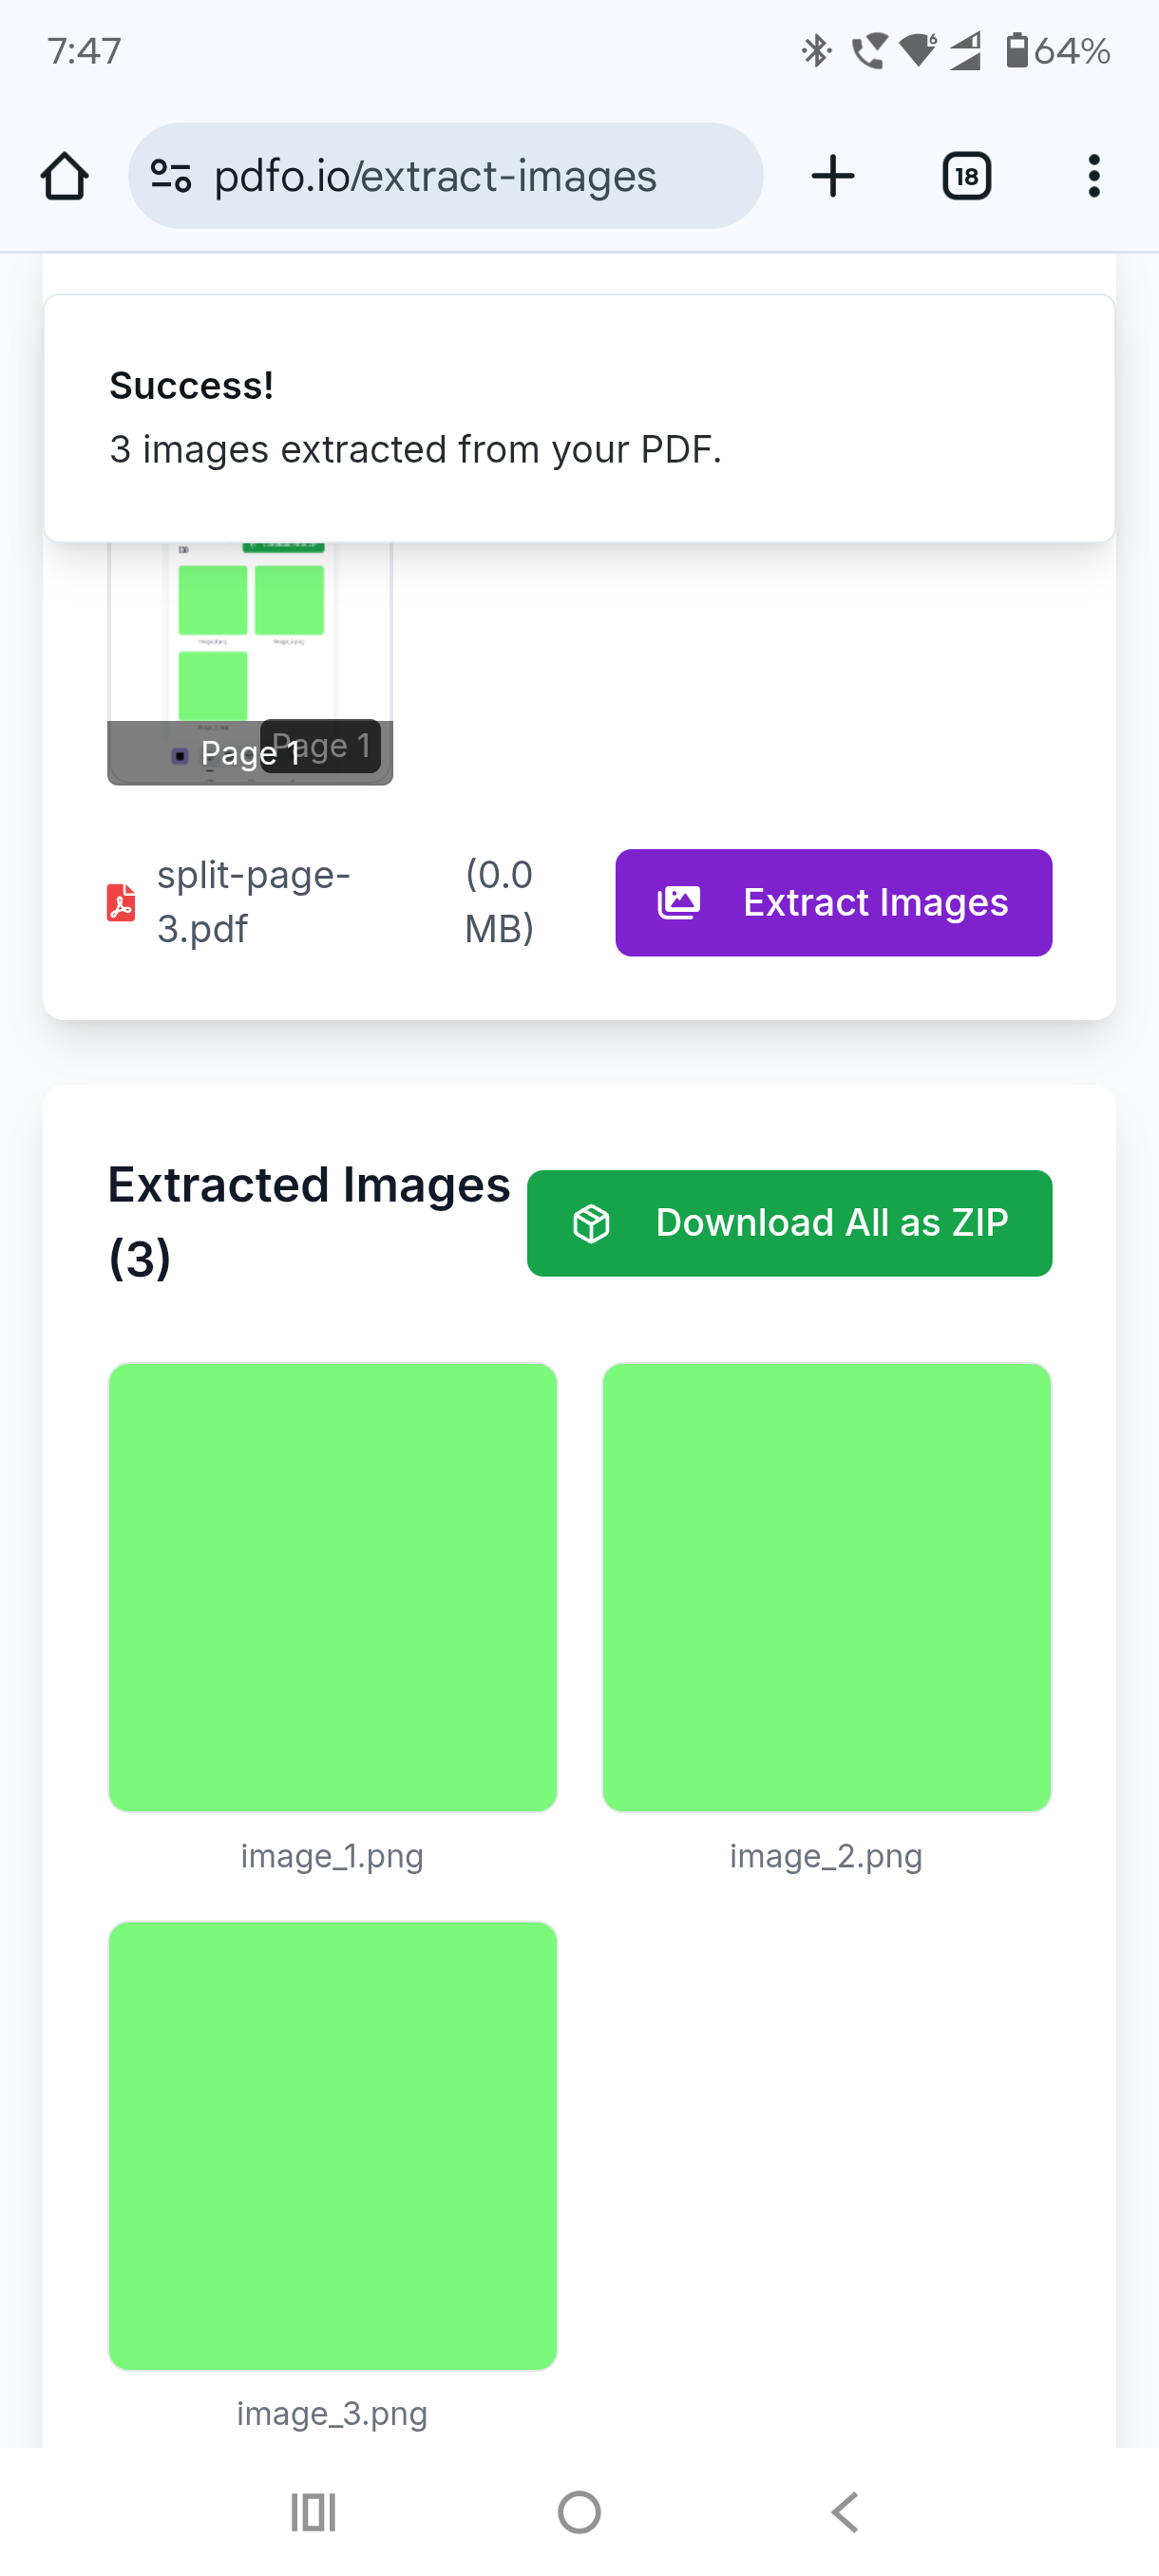 7:47
6
64%
pdfo.io/extract-images
18
Success!
3 images extracted from your PDF.
Page 1
Page 1
split-page-
3.pdf
(0.0
MB)
Extract Images
Extracted Images
(3)
Download All as ZIP
image_1.png
image_2.png
image_3.png